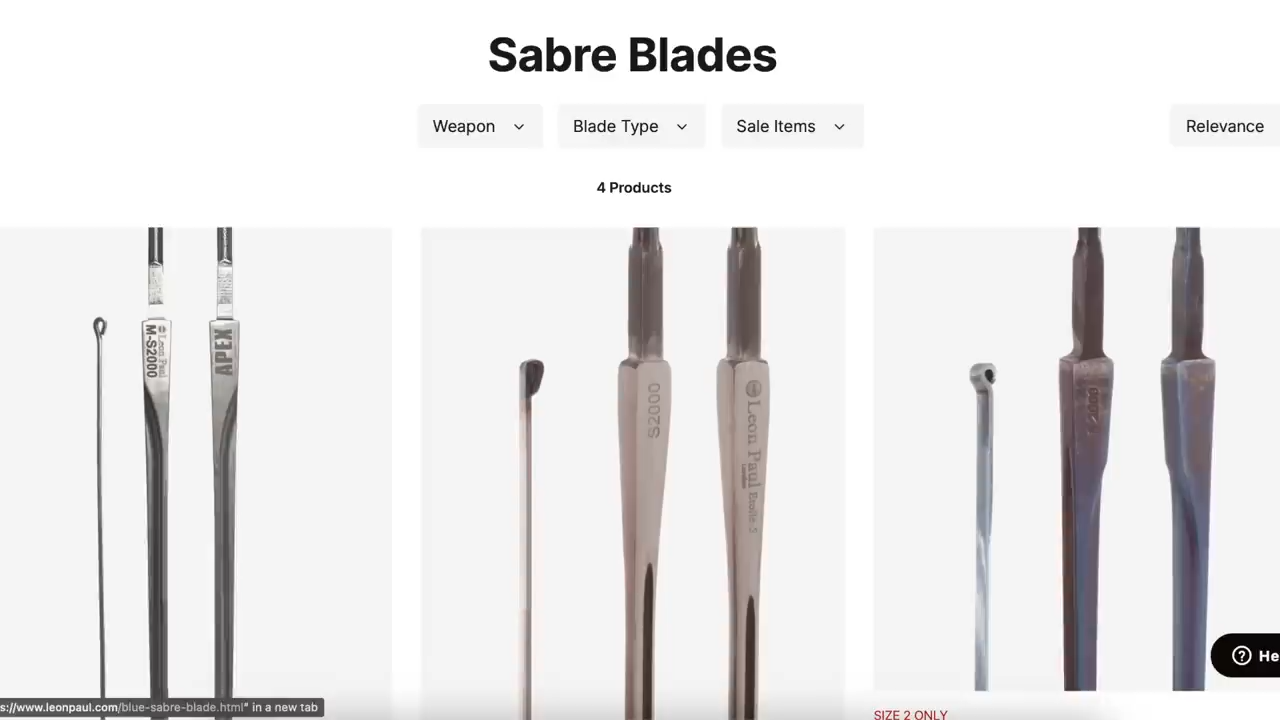 Sabre Blades
Weapon
Blade Type
Sale Items
Relevance
4 Products
Leon Paul
M-S2000
APEX
S2000
Leon Paul
London
SIZE 2 ONLY
He
s://www.leonpaul.com/blue-sabre-blade.html" in a new tab